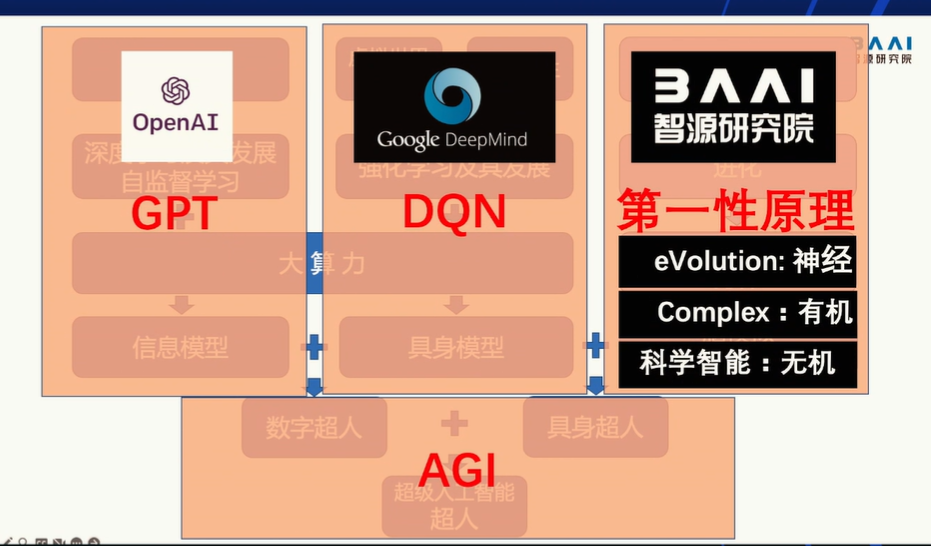 OpenAI
Google DeepMind
BAAI
智源研究院
BAAI
智源研究院
深度
发展
自监督学习
强化学习及其发展
进化
GPT
DQN
第一性原理
大算力
eVolution: 神经
Complex：有机
科学智能：无机
信息模型
具身模型
数字超人
具身超人
AGI
超级人工智能
超人